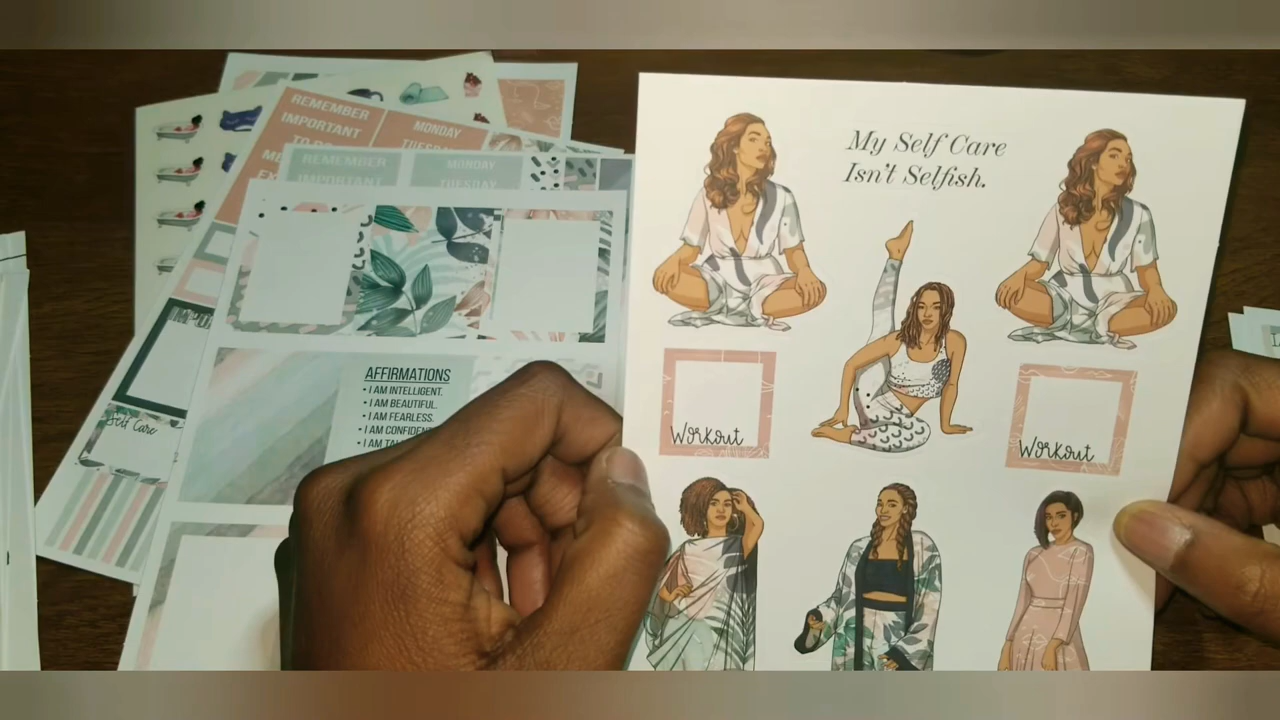 REMEMBER
IMPORTANT
MONDAY
TUESDAY
REMEMBER
IMPORTANT
MONDAY
TUESDAY
Self Care
AFFIRMATIONS
• I AM INTELLIGENT.
• I AM BEAUTIFUL.
• I AM FEARLESS.
• I AM
• I AM
My Self Care
Isn't Selfish.
Workout
Workout